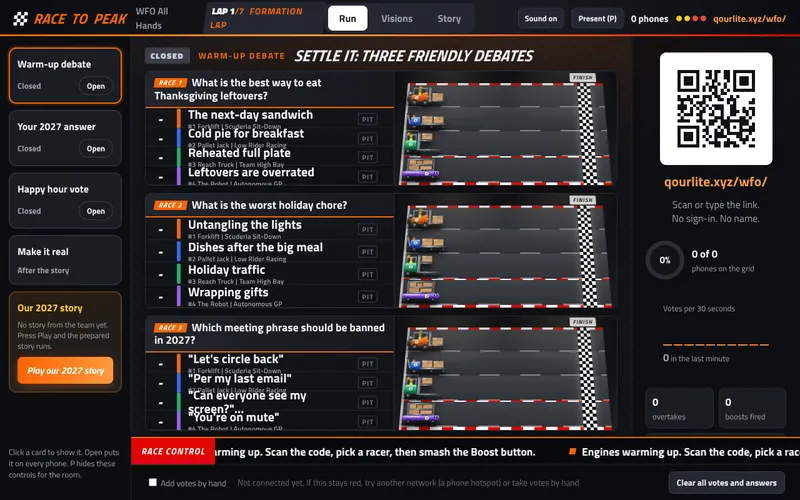 RACE TO PEAK
WFO All Hands
LAP 1/7 FORMATION LAP
Run
Visions
Story
Sound on
Present (P)
0 phones
qourlite.xyz/wfo/
Warm-up debate
Closed
Open
Your 2027 answer
Closed
Open
Happy hour vote
Closed
Open
Make it real
After the story
Our 2027 story
No story from the team yet.
Press Play and the prepared
story runs.
Play our 2027 story
Click a card to show it. Open puts
it on every phone. P hides these
controls for the room.
CLOSED
WARM-UP DEBATE
SETTLE IT: THREE FRIENDLY DEBATES
RACE 1 What is the best way to eat
Thanksgiving leftovers?
- The next-day sandwich PIT
#1 Forklift | Scuderia Sit-Down
- Cold pie for breakfast PIT
#2 Pallet Jack | Low Rider Racing
- Reheated full plate PIT
#3 Reach Truck | Team High Bay
- Leftovers are overrated PIT
#4 The Robot | Autonomous GP
FINISH
RACE 2 What is the worst holiday chore?
- Untangling the lights PIT
#1 Forklift | Scuderia Sit-Down
- Dishes after the big meal PIT
#2 Pallet Jack | Low Rider Racing
- Holiday traffic PIT
#3 Reach Truck | Team High Bay
- Wrapping gifts PIT
#4 The Robot | Autonomous GP
FINISH
RACE 3 Which meeting phrase should be banned
in 2027?
- "Let's circle back" PIT
#1 Forklift | Scuderia Sit-Down
- "Per my last email" PIT
Pallet Jack | Low Rider Racing
- "Can everyone see my PIT
screen?"...
- "You're on mute" PIT
#4 The Robot | Autonomous GP
FINISH
qourlite.xyz/wfo/
Scan or type the link.
No sign-in. No name.
0%
0 of 0
phones on the grid
Votes per 30 seconds
0 in the last minute
0
overtakes
0
boosts fired
RACE CONTROL
arming up. Scan the code, pick a racer, then smash the Boost button.
Engines warming up. Scan the code, pick a rac
Add votes by hand
Not connected yet. If this stays red, try another network (a phone hotspot) or take votes by hand.
Clear all votes and answers